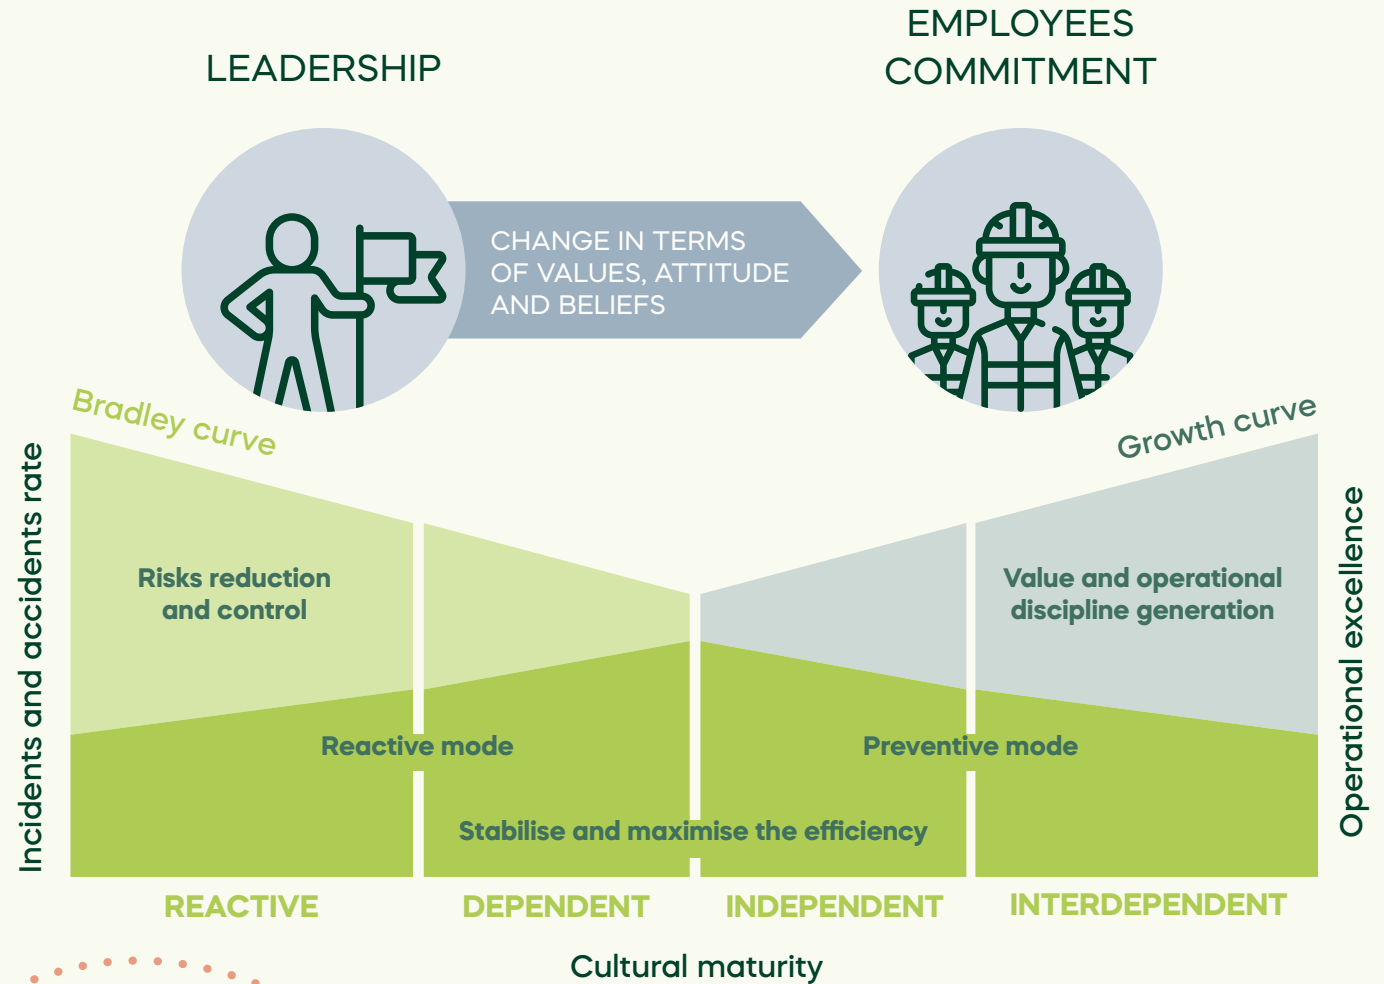 LEADERSHIP
EMPLOYEES
COMMITMENT
CHANGE IN TERMS
OF VALUES, ATTITUDE
AND BELIEFS
Bradley curve
Growth curve
Incidents and accidents rate
Operational excellence
Risks reduction
and control
Value and operational
discipline generation
Reactive mode
Preventive mode
Stabilise and maximise the efficiency
REACTIVE
DEPENDENT
INDEPENDENT
INTERDEPENDENT
Cultural maturity